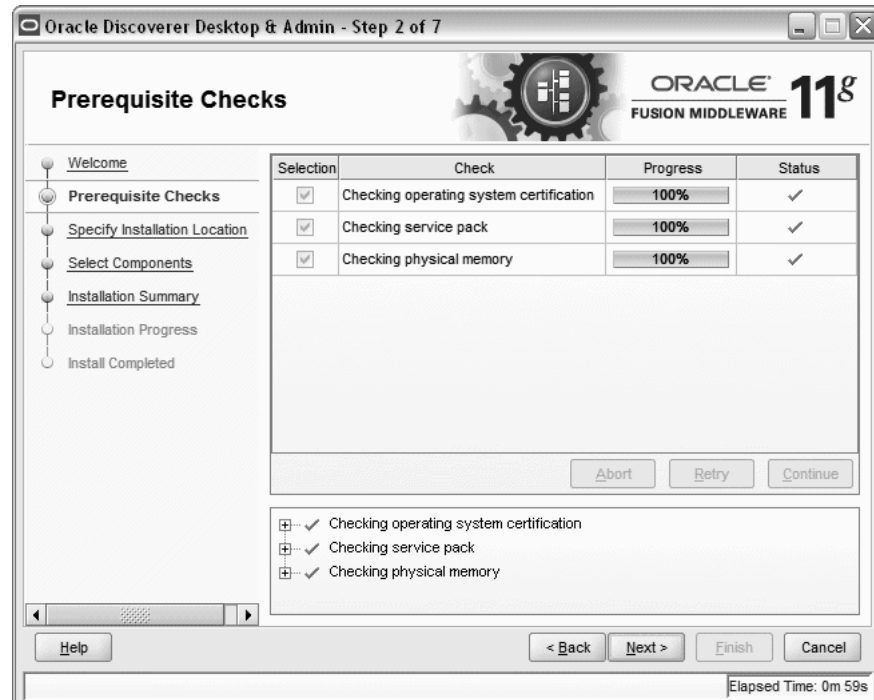 Oracle Discoverer Desktop & Admin - Step 2 of 7
Prerequisite Checks
ORACLE
FUSION MIDDLEWARE
11g
Welcome
Prerequisite Checks
Specify Installation Location
Select Components
Installation Summary
Installation Progress
Install Completed
Selection Check Progress Status
Checking operating system certification 100%
Checking service pack 100%
Checking physical memory 100%
Abort Retry Continue
Checking operating system certification
Checking service pack
Checking physical memory
Help < Back Next > Finish Cancel
Elapsed Time: 0m 59s